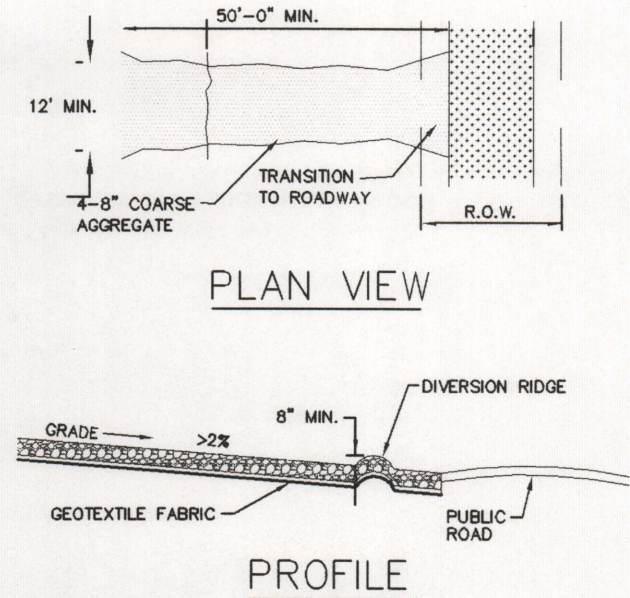 50'-0" MIN.
12' MIN.
TRANSITION
TO ROADWAY
4-8" COARSE
AGGREGATE
R.O.W.
PLAN VIEW
DIVERSION RIDGE
8" MIN.
GRADE
>2%
GEOTEXTILE FABRIC
PUBLIC
ROAD
PROFILE